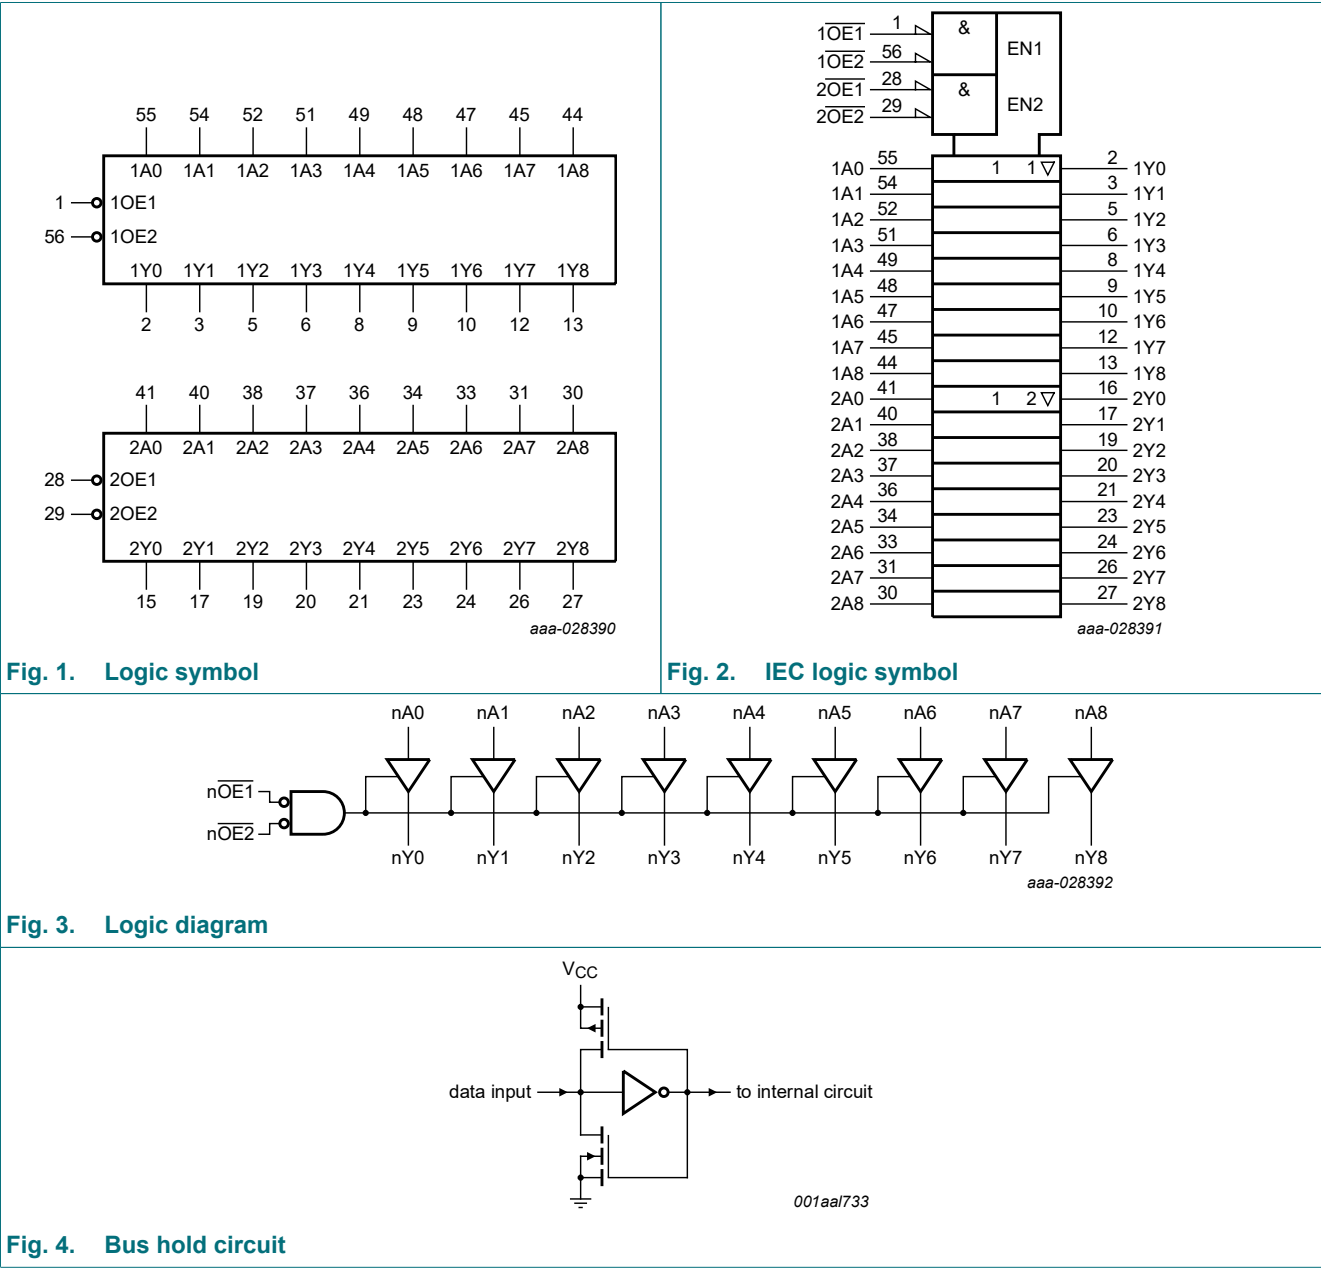 55 54 52 51 49 48 47 45 44
1A0 1A1 1A2 1A3 1A4 1A5 1A6 1A7 1A8
1 1OE1
56 1OE2
1Y0 1Y1 1Y2 1Y3 1Y4 1Y5 1Y6 1Y7 1Y8
2 3 5 6 8 9 10 12 13
41 40 38 37 36 34 33 31 30
2A0 2A1 2A2 2A3 2A4 2A5 2A6 2A7 2A8
28 2OE1
29 2OE2
2Y0 2Y1 2Y2 2Y3 2Y4 2Y5 2Y6 2Y7 2Y8
15 17 19 20 21 23 24 26 27
aaa-028390
Fig. 1. Logic symbol
1OE1 1 &
EN1
1OE2 56
2OE1 28 &
EN2
2OE2 29
1A0 55 1 1 ▽ 2 1Y0
1A1 54 3 1Y1
1A2 52 5 1Y2
1A3 51 6 1Y3
1A4 49 8 1Y4
1A5 48 9 1Y5
1A6 47 10 1Y6
1A7 45 12 1Y7
1A8 44 13 1Y8
2A0 41 1 2 ▽ 16 2Y0
2A1 40 17 2Y1
2A2 38 19 2Y2
2A3 37 20 2Y3
2A4 36 21 2Y4
2A5 34 23 2Y5
2A6 33 24 2Y6
2A7 31 26 2Y7
2A8 30 27 2Y8
aaa-028391
Fig. 2. IEC logic symbol
nA0 nA1 nA2 nA3 nA4 nA5 nA6 nA7 nA8
nOE1
nOE2
nY0 nY1 nY2 nY3 nY4 nY5 nY6 nY7 nY8
aaa-028392
Fig. 3. Logic diagram
VCC
data input to internal circuit
001aal733
Fig. 4. Bus hold circuit